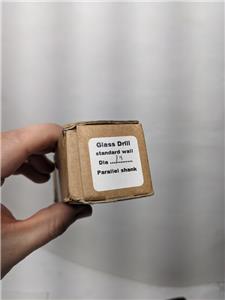 Glass Drill
standard wall
Dia ............
Parallel shank